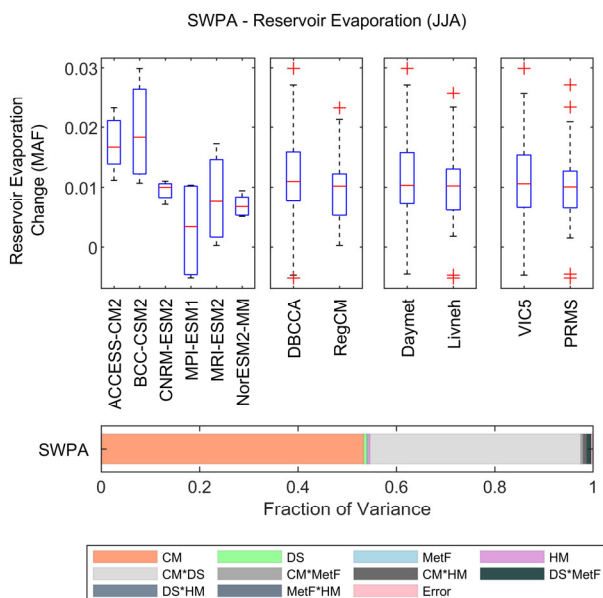 SWPA - Reservoir Evaporation (JJA)
Reservoir Evaporation
Change (MAF)
0.03
0.02
0.01
0
ACCESS-CM2
BCC-CSM2
CNRM-ESM2
MPI-ESM1
MRI-ESM2
NorESM2-MM
DBCCA
RegCM
Daymet
Livneh
VIC5
PRMS
SWPA
0 0.2 0.4 0.6 0.8 1
Fraction of Variance
CM DS MetF HM
CM*DS CM*MetF CM*HM DS*MetF
DS*HM MetF*HM Error